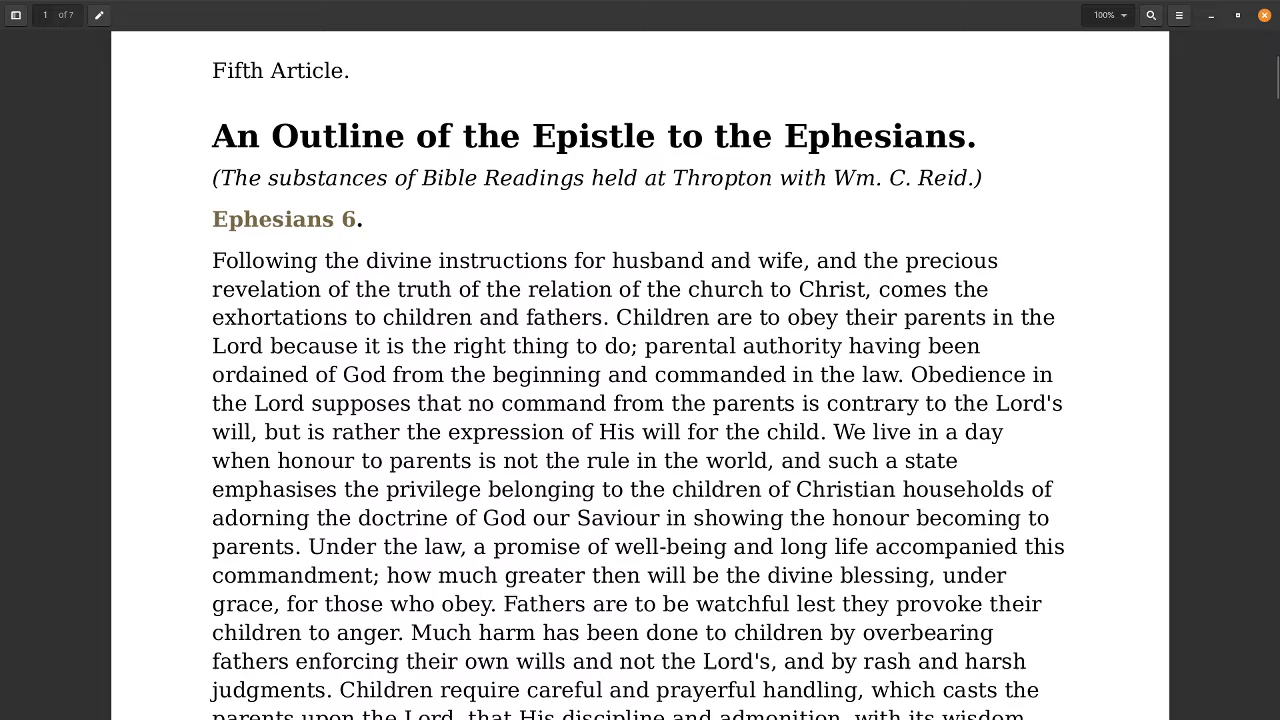 1 of 7
100%
Fifth Article.
An Outline of the Epistle to the Ephesians.
(The substances of Bible Readings held at Thropton with Wm. C. Reid.)
Ephesians 6.
Following the divine instructions for husband and wife, and the precious
revelation of the truth of the relation of the church to Christ, comes the
exhortations to children and fathers. Children are to obey their parents in the
Lord because it is the right thing to do; parental authority having been
ordained of God from the beginning and commanded in the law. Obedience in
the Lord supposes that no command from the parents is contrary to the Lord's
will, but is rather the expression of His will for the child. We live in a day
when honour to parents is not the rule in the world, and such a state
emphasises the privilege belonging to the children of Christian households of
adorning the doctrine of God our Saviour in showing the honour becoming to
parents. Under the law, a promise of well-being and long life accompanied this
commandment; how much greater then will be the divine blessing, under
grace, for those who obey. Fathers are to be watchful lest they provoke their
children to anger. Much harm has been done to children by overbearing
fathers enforcing their own wills and not the Lord's, and by rash and harsh
judgments. Children require careful and prayerful handling, which casts the
parents upon the Lord, that His discipline and admonition, with its wisdom